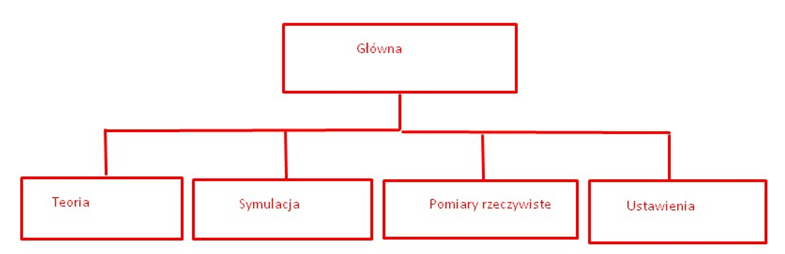 Główna
Teoria
Symulacja
Pomiary rzeczywiste
Ustawienia